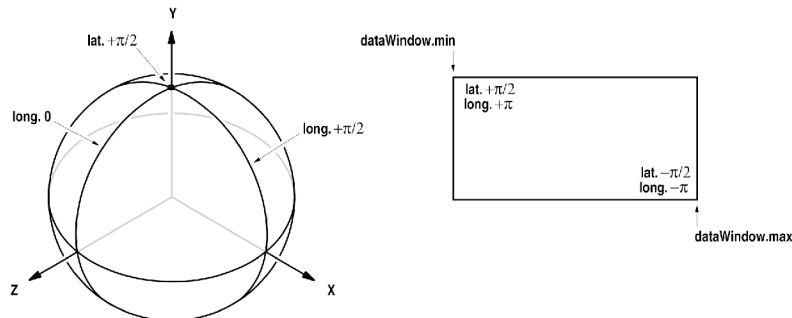 Y
lat. +π/2
long. 0
long. +π/2
Z
X
dataWindow.min
lat. +π/2
long. +π
lat. −π/2
long. −π
dataWindow.max